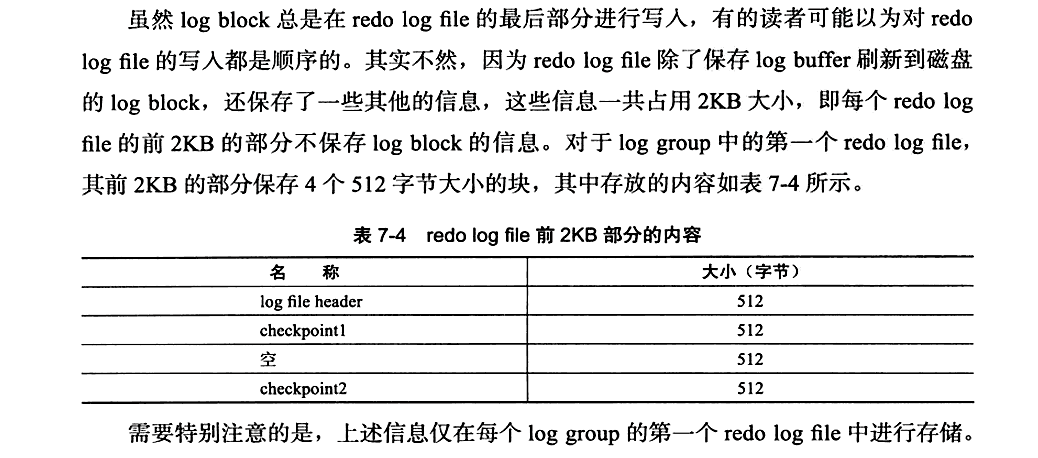 虽然 log block 总是在 redo log file 的最后部分进行写入，有的读者可能以为对 redo
log file 的写入都是顺序的。其实不然，因为 redo log file 除了保存 log buffer 刷新到磁盘
的 log block，还保存了一些其他的信息，这些信息一共占用 2KB 大小，即每个 redo log
file 的前 2KB 的部分不保存 log block 的信息。对于 log group 中的第一个 redo log file，
其前 2KB 的部分保存 4 个 512 字节大小的块，其中存放的内容如表 7-4 所示。
表 7-4 redo log file 前 2KB 部分的内容
名 称 大小（字节）
log file header 512
checkpoint1 512
空 512
checkpoint2 512
需要特别注意的是，上述信息仅在每个 log group 的第一个 redo log file 中进行存储。